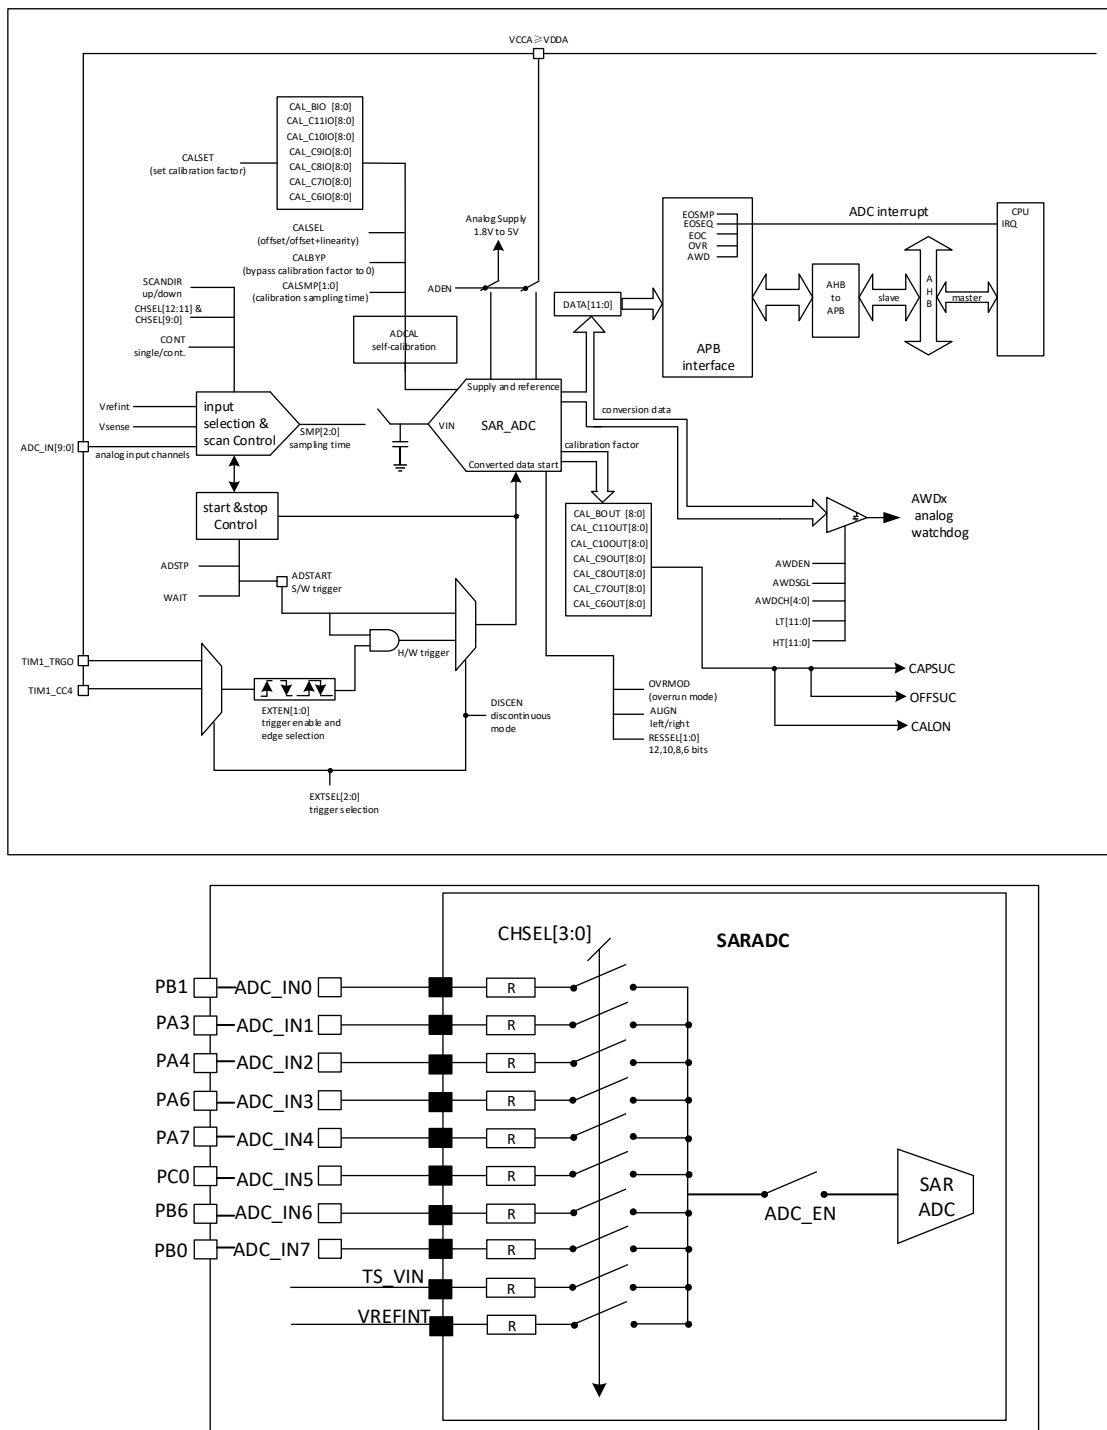 VCCA≥VDDA
CAL_BIO [8:0]
CAL_C11IO[8:0]
CAL_C10IO[8:0]
CAL_C9IO[8:0]
CAL_C8IO[8:0]
CAL_C7IO[8:0]
CAL_C6IO[8:0]
CALSET
(set calibration factor)
CALSEL
(offset/offset+linearity)
CALBYP
(bypass calibration factor to 0)
CALSMP[1:0]
(calibration sampling time)
Analog Supply
1.8V to 5V
ADEN
SCANDIR
up/down
CHSEL[12:11] &
CHSEL[9:0]
CONT
single/cont.
ADCAL
self-calibration
DATA[11:0]
EOSMP
EOSEQ
EOC
OVR
AWD
APB
interface
ADC interrupt
CPU
IRQ
AHB
to
APB
slave
A
H
B
master
Vrefint
Vsense
ADC_IN[9:0]
analog input channels
input
selection &
scan Control
SMP[2:0]
sampling time
Supply and reference
VIN
SAR_ADC
Converted data start
conversion data
calibration factor
start &stop
Control
ADSTP
WAIT
ADSTART
S/W trigger
H/W trigger
CAL_BOUT [8:0]
CAL_C11OUT[8:0]
CAL_C10OUT[8:0]
CAL_C9OUT[8:0]
CAL_C8OUT[8:0]
CAL_C7OUT[8:0]
CAL_C6OUT[8:0]
AWDx
analog
watchdog
AWDEN
AWDSGL
AWDCH[4:0]
LT[11:0]
HT[11:0]
TIM1_TRGO
TIM1_CC4
EXTEN[1:0]
trigger enable and
edge selection
DISCEN
discontinuous
mode
EXTSEL[2:0]
trigger selection
OVRMOD
(overrun mode)
ALIGN
left/right
RESSEL[1:0]
12,10,8,6 bits
CAPSUC
OFFSUC
CALON
CHSEL[3:0]
SARADC
PB1 ADC_IN0 R
PA3 ADC_IN1 R
PA4 ADC_IN2 R
PA6 ADC_IN3 R
PA7 ADC_IN4 R
PC0 ADC_IN5 R
PB6 ADC_IN6 R
PB0 ADC_IN7 R
TS_VIN R
VREFINT R
ADC_EN
SAR
ADC